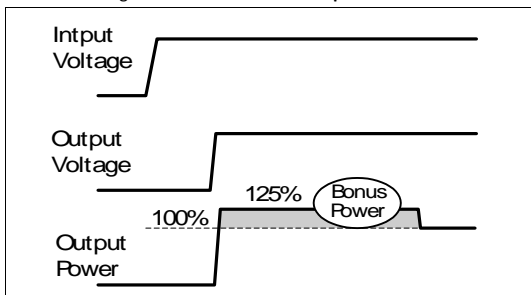 Intput
Voltage
Output
Voltage
125%
Bonus
Power
100%
Output
Power